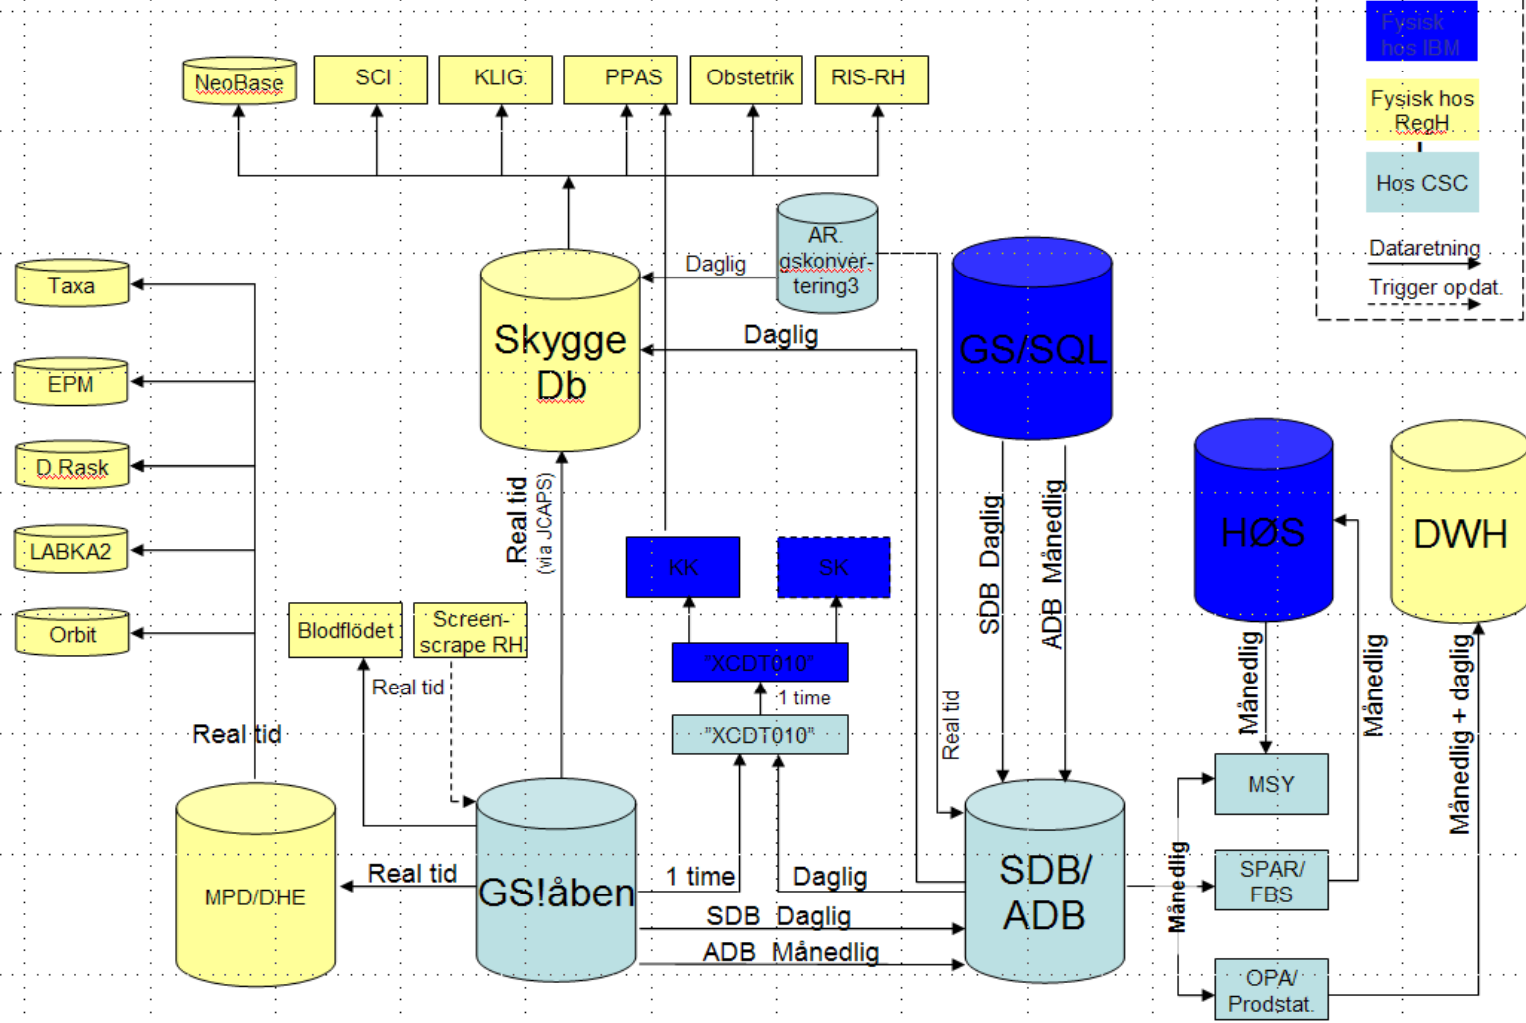 Fysisk
hos IBM
NeoBase
SCI
KLIG
PPAS
Obstetrik
RIS-RH
Fysisk hos
RegH
Hos CSC
AR.
gskonver-
tering3
Daglig
Dataretning
Trigger opdat.
Taxa
Skygge
Db
Daglig
GS/SQL
EPM
D.Rask
LABKA2
Orbit
Real tid
(via JCAPS)
KK
SK
SDB Daglig
ADB Månedlig
HØS
DWH
Blodflödet
Screen-
scrape RH
Real tid
"XCDT010"
1 time
"XCDT010"
Real tid
Real tid
Månedlig
Månedlig
Månedlig + daglig
MSY
MPD/DHE
Real tid
GS!åben
1 time
Daglig
SDB Daglig
ADB Månedlig
SDB/
ADB
Månedlig
SPAR/
FBS
OPA/
Prodstat.